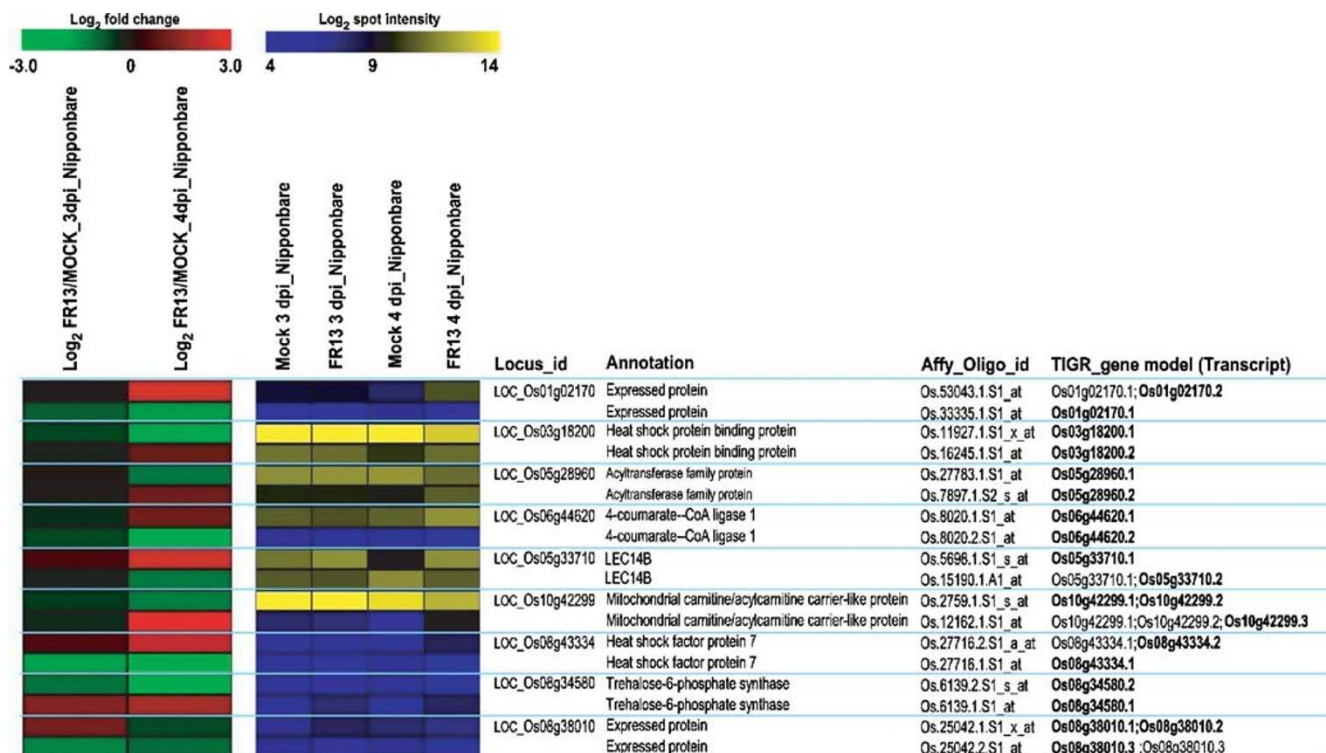 Log2 fold change
Log2 spot intensity
-3.0 0 3.0
4 9 14
Log2 FR13/MOCK_3dpi_Nipponbare
Log2 FR13/MOCK_4dpi_Nipponbare
Mock 3 dpi_Nipponbare
FR13 3 dpi_Nipponbare
Mock 4 dpi_Nipponbare
FR13 4 dpi_Nipponbare
Locus_id Annotation Affy_Oligo_id TIGR_gene model (Transcript)
LOC_Os01g02170 Expressed protein Os.53043.1.S1_at Os01g02170.1; Os01g02170.2
Expressed protein Os.33335.1.S1_at Os01g02170.1
LOC_Os03g18200 Heat shock protein binding protein Os.11927.1.S1_x_at Os03g18200.1
Heat shock protein binding protein Os.16245.1.S1_at Os03g18200.2
LOC_Os05g28960 Acyltransferase family protein Os.27783.1.S1_at Os05g28960.1
Acyltransferase family protein Os.7897.1.S2_s_at Os05g28960.2
LOC_Os06g44620 4-coumarate--CoA ligase 1 Os.8020.1.S1_at Os06g44620.1
4-coumarate--CoA ligase 1 Os.8020.2.S1_at Os06g44620.2
LOC_Os05g33710 LEC14B Os.5698.1.S1_s_at Os05g33710.1
LEC14B Os.15190.1.A1_at Os05g33710.1; Os05g33710.2
LOC_Os10g42299 Mitochondrial carnitine/acylcarnitine carrier-like protein Os.2759.1.S1_s_at Os10g42299.1;Os10g42299.2
Mitochondrial carnitine/acylcarnitine carrier-like protein Os.12162.1.S1_at Os10g42299.1;Os10g42299.2; Os10g42299.3
LOC_Os08g43334 Heat shock factor protein 7 Os.27716.2.S1_a_at Os08g43334.1;Os08g43334.2
Heat shock factor protein 7 Os.27716.1.S1_at Os08g43334.1
LOC_Os08g34580 Trehalose-6-phosphate synthase Os.6139.2.S1_s_at Os08g34580.2
Trehalose-6-phosphate synthase Os.6139.1.S1_at Os08g34580.1
LOC_Os08g38010 Expressed protein Os.25042.1.S1_x_at Os08g38010.1;Os08g38010.2
Expressed protein Os.25042.2.S1_at Os08g38010.3 ;Os08g38010.3